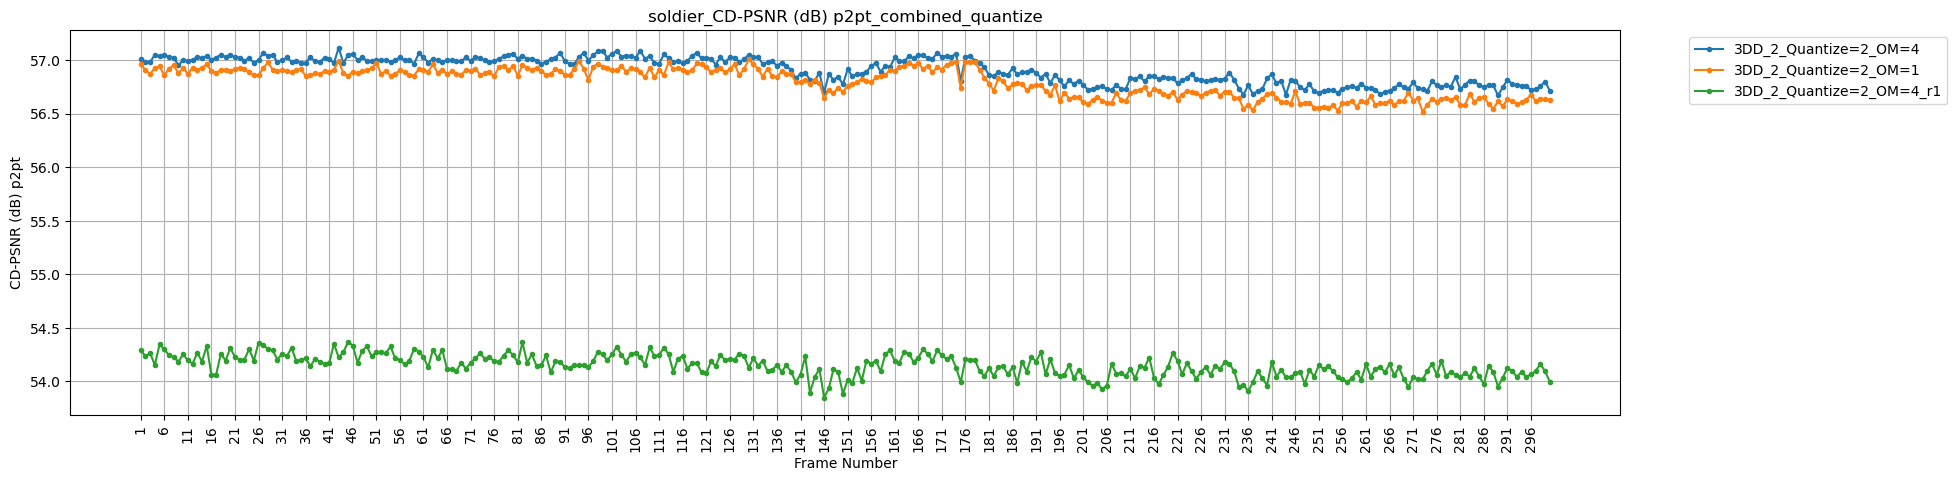 soldier_CD-PSNR (dB) p2pt_combined_quantize
3DD_2_Quantize=2_OM=4
3DD_2_Quantize=2_OM=1
3DD_2_Quantize=2_OM=4_r1
CD-PSNR (dB) p2pt
57.0
56.5
56.0
55.5
55.0
54.5
54.0
1 6 11 16 21 26 31 36 41 46 51 56 61 66 71 76 81 86 91 96 101 106 111 116 121 126 131 136 141 146 151 156 161 166 171 176 181 186 191 196 201 206 211 216 221 226 231 236 241 246 251 256 261 266 271 276 281 286 291 296
Frame Number